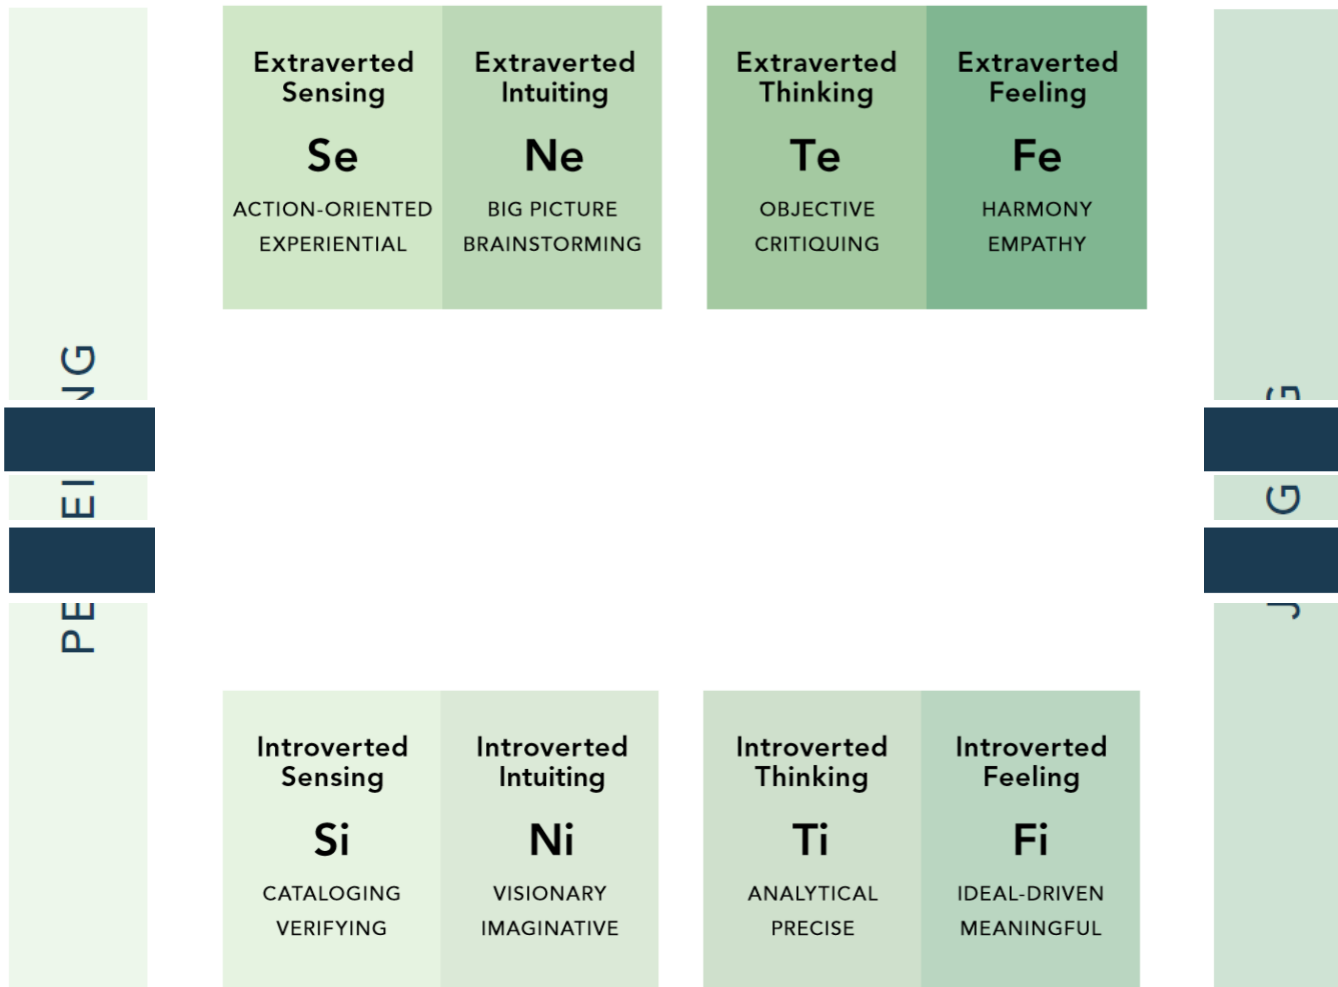 Extraverted
Sensing
Se
ACTION-ORIENTED
EXPERIENTIAL
Extraverted
Intuiting
Ne
BIG PICTURE
BRAINSTORMING
Extraverted
Thinking
Te
OBJECTIVE
CRITIQUING
Extraverted
Feeling
Fe
HARMONY
EMPATHY
Introverted
Sensing
Si
CATALOGING
VERIFYING
Introverted
Intuiting
Ni
VISIONARY
IMAGINATIVE
Introverted
Thinking
Ti
ANALYTICAL
PRECISE
Introverted
Feeling
Fi
IDEAL-DRIVEN
MEANINGFUL